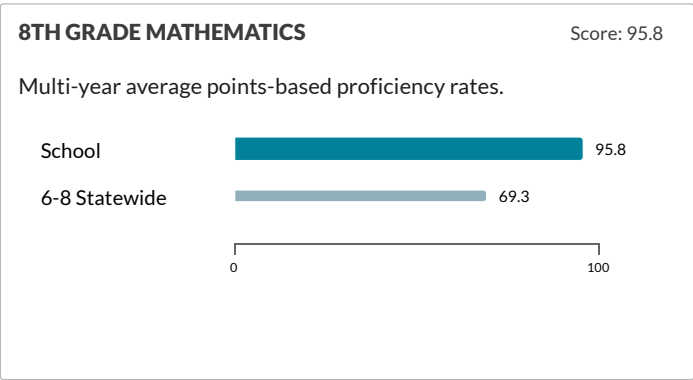 8TH GRADE MATHEMATICS
Score: 95.8
Multi-year average points-based proficiency rates.
School 95.8
6-8 Statewide 69.3
0 100